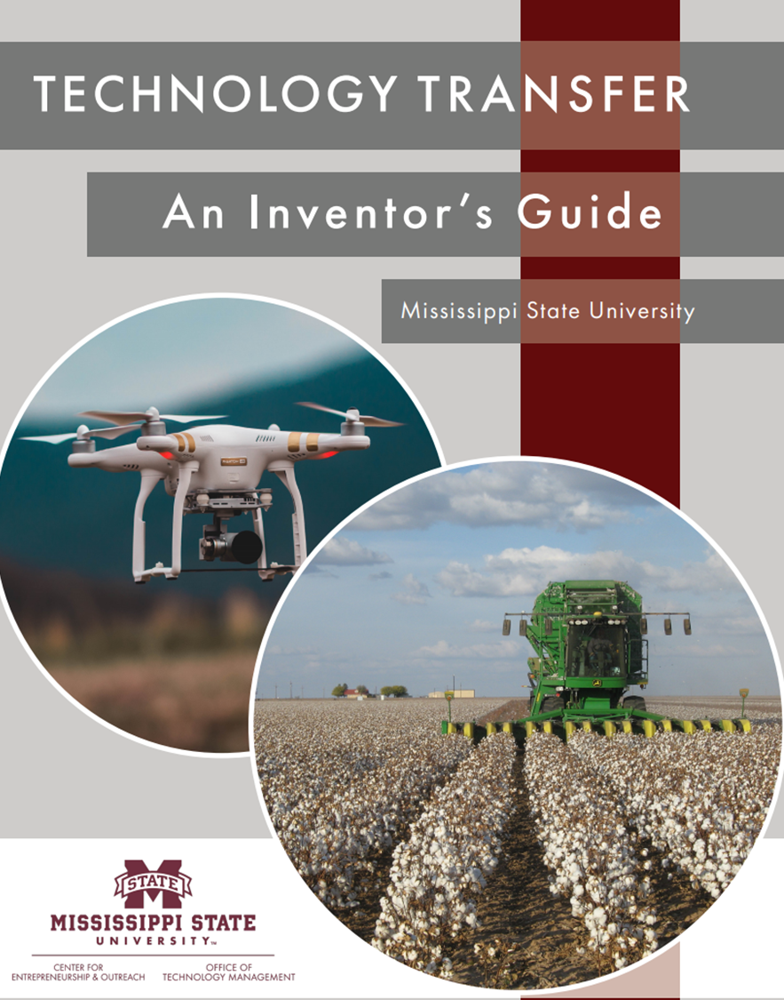 TECHNOLOGY TRANSFER
An Inventor's Guide
Mississippi State University
STATE
MISSISSIPPI STATE
UNIVERSITY™
CENTER FOR
ENTREPRENEURSHIP & OUTREACH
OFFICE OF
TECHNOLOGY MANAGEMENT